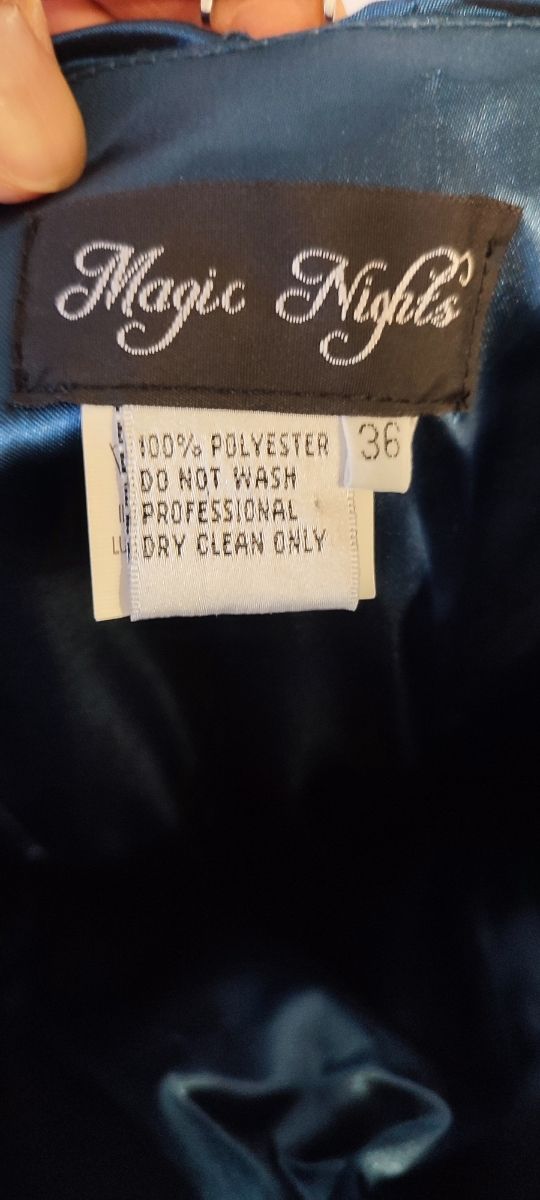 Magic Nights
100% POLYESTER
36
DO NOT WASH
PROFESSIONAL
DRY CLEAN ONLY